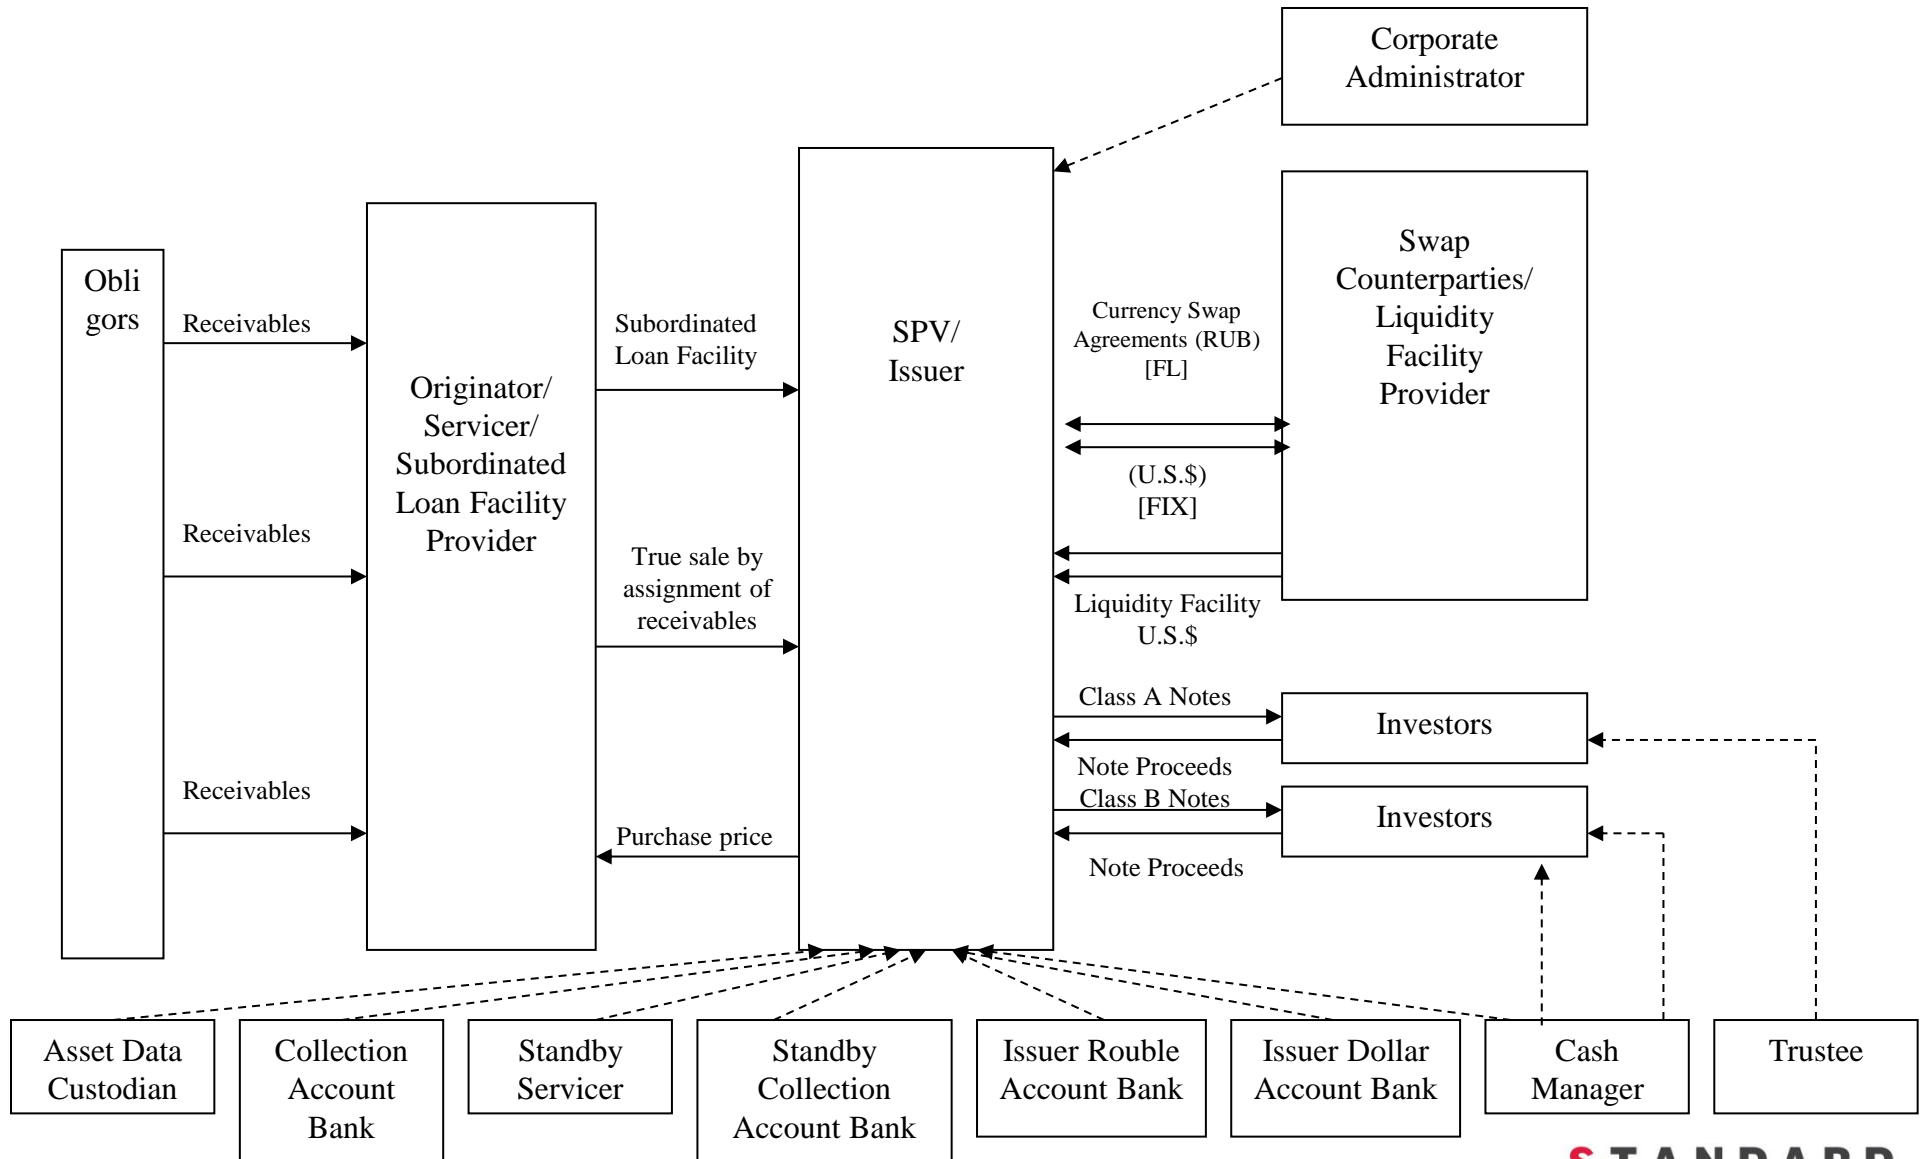 Corporate
Administrator
Obli
gors
Receivables
Receivables
Receivables
Originator/
Servicer/
Subordinated
Loan Facility
Provider
Subordinated
Loan Facility
True sale by
assignment of
receivables
Purchase price
SPV/
Issuer
Currency Swap
Agreements (RUB)
[FL]
(U.S.$)
[FIX]
Liquidity Facility
U.S.$
Swap
Counterparties/
Liquidity
Facility
Provider
Class A Notes
Note Proceeds
Class B Notes
Note Proceeds
Investors
Investors
Asset Data
Custodian
Collection
Account
Bank
Standby
Servicer
Standby
Collection
Account Bank
Issuer Rouble
Account Bank
Issuer Dollar
Account Bank
Cash
Manager
Trustee
STANDARD